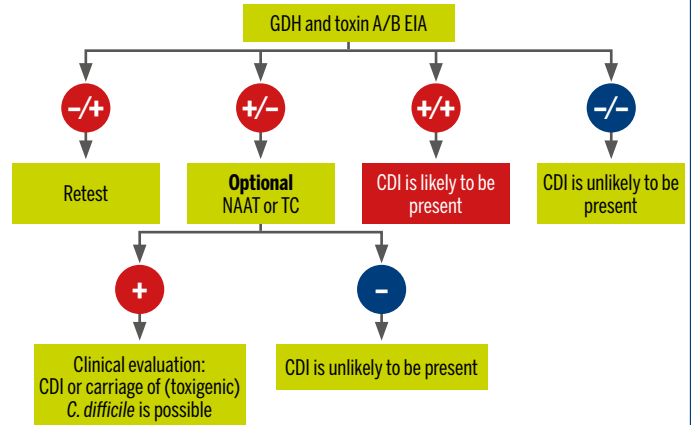 GDH and toxin A/B EIA
–/+
+/–
+/+
–/–
Retest
Optional
NAAT or TC
CDI is likely to be
present
CDI is unlikely to be
present
+
–
Clinical evaluation:
CDI or carriage of (toxigenic)
C. difficile is possible
CDI is unlikely to be present